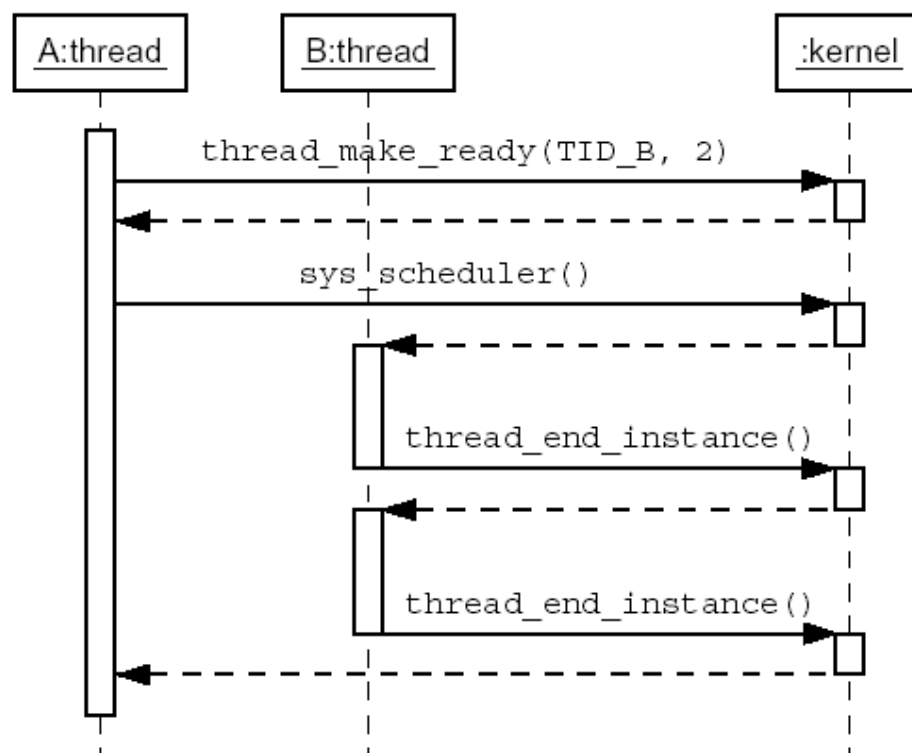 A:thread
B:thread
:kernel
thread_make_ready(TID_B, 2)
sys_scheduler()
thread_end_instance()
thread_end_instance()